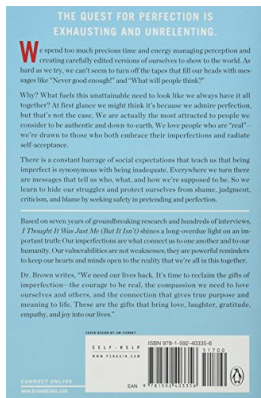 THE QUEST FOR PERFECTION IS
EXHAUSTING AND UNRELENTING.
We spend too much precious time and energy managing perception and
creating carefully edited versions of ourselves to show to the world. As
hard as we try, we can't seem to turn off the tapes that fill our heads with mes-
sages like "Never good enough!" and "What will people think?"
Why? What fuels this unattainable need to look like we always have it all
together? At first glance we might think it's because we admire perfection,
but that's not the case. We are actually the most attracted to people we
consider to be authentic and down-to-earth. We love people who are "real"—
we're drawn to those who both embrace their imperfections and radiate
self-acceptance.
There is a constant barrage of social expectations that teach us that being
imperfect is synonymous with being inadequate. Everywhere we turn there
are messages that tell us who, what, and how we're supposed to be. So we
learn to hide our struggles and protect ourselves from shame, judgment,
criticism, and blame by seeking safety in pretending and perfection.
Based on seven years of groundbreaking research and hundreds of interviews,
I Thought It Was Just Me (But It Isn't) shines a long-overdue light on an im-
portant truth: Our imperfections are what connect us to one another and to our
humanity. Our vulnerabilities are not weaknesses; they are powerful reminders
to keep our hearts and minds open to the reality that we're all in this together.
Dr. Brown writes, "We need our lives back. It's time to reclaim the gifts of
imperfection—the courage to be real, the compassion we need to love
ourselves and others, and the connection that gives true purpose and
meaning to life. These are the gifts that bring love, laughter, gratitude,
empathy, and joy into our lives."
COVER DESIGN BY JIM TIERNEY
SELF-HELP
WWW.PENGUIN.COM
ISBN 978-1-592-40335-6
51700
EAN
9 781592 403356
CONNECT ONLINE
www.brenebrown.com